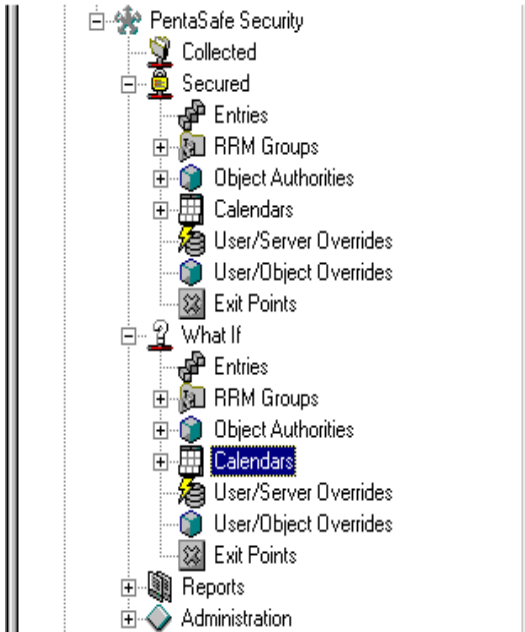 PentaSafe Security
Collected
Secured
Entries
RRM Groups
Object Authorities
Calendars
User/Server Overrides
User/Object Overrides
Exit Points
What If
Entries
RRM Groups
Object Authorities
Calendars
User/Server Overrides
User/Object Overrides
Exit Points
Reports
Administration